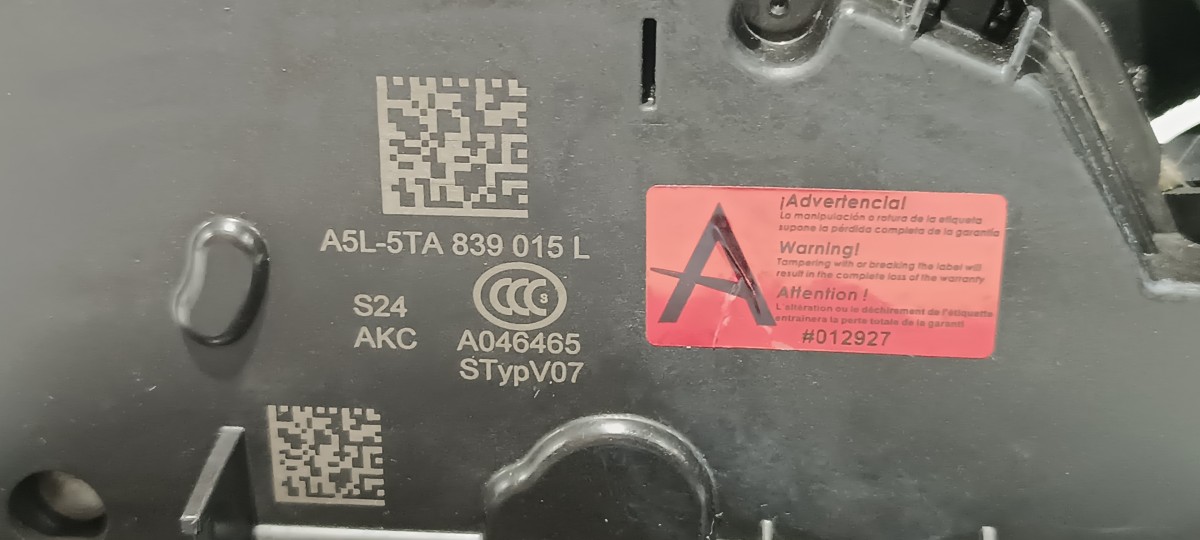 A5L-5TA 839 015 L
S24
CCC S
AKC
A046465
STypV07
A
¡Advertencia!
La manipulación o rotura de la etiqueta
supone la pérdida completa de la garantía
Warning!
Tampering with or breaking the label will
result in the complete loss of the warranty
Attention !
L'altération ou le déchirement de l'étiquette
entraînera la perte totale de la garanti
#012927